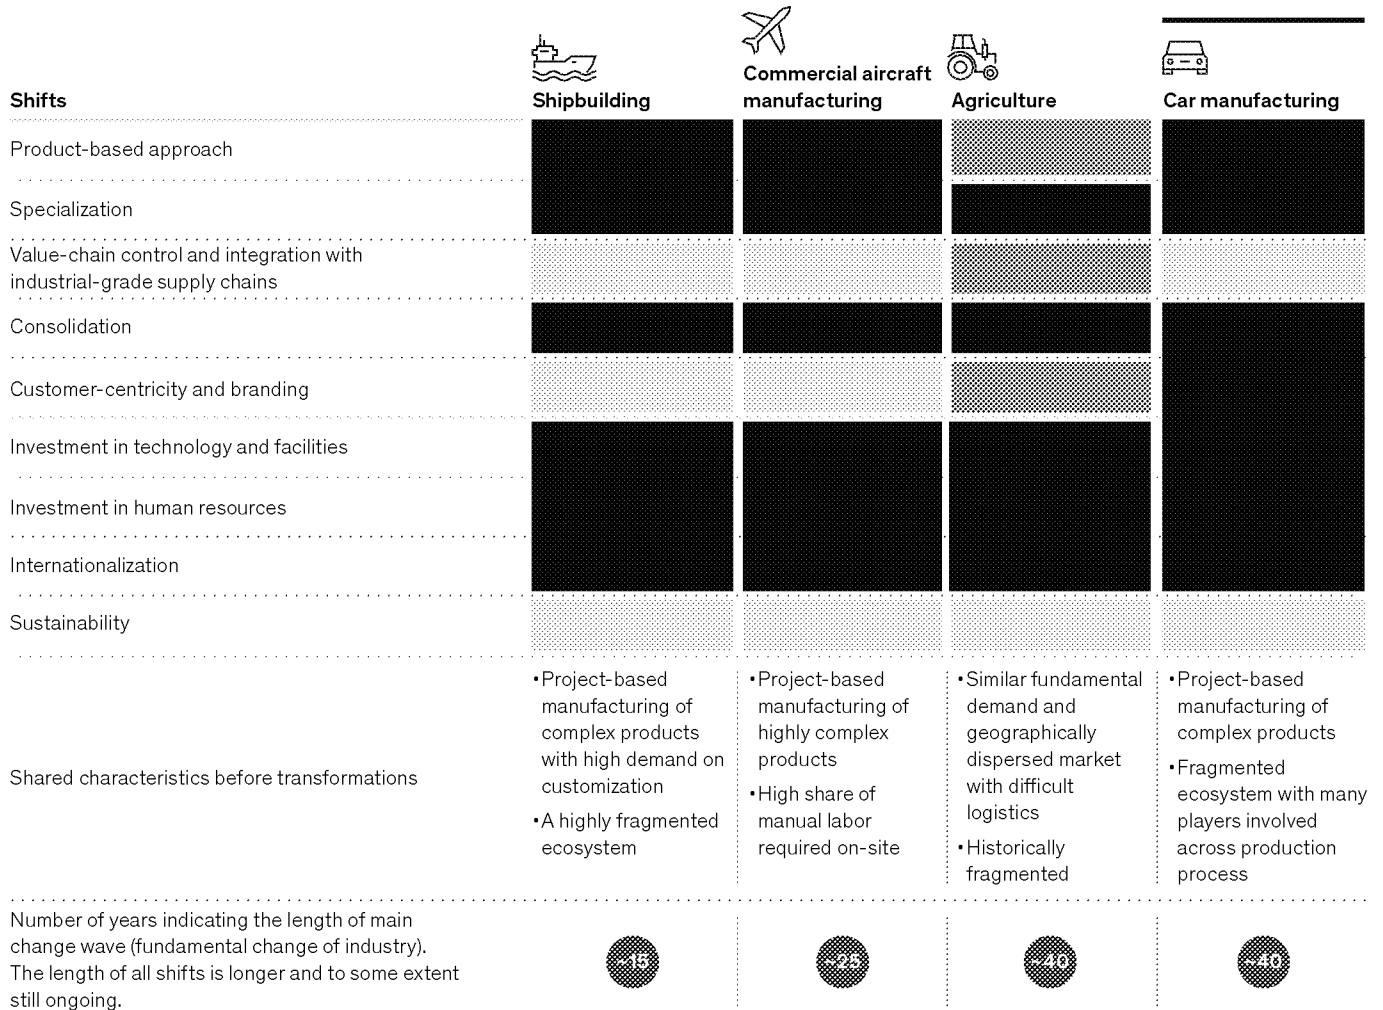 Shifts
Shipbuilding
Commercial aircraft
manufacturing
Agriculture
Car manufacturing
Product-based approach
Specialization
Value-chain control and integration with
industrial-grade supply chains
Consolidation
Customer-centricity and branding
Investment in technology and facilities
Investment in human resources
Internationalization
Sustainability
Shared characteristics before transformations
•Project-based
manufacturing of
complex products
with high demand on
customization
•A highly fragmented
ecosystem
•Project-based
manufacturing of
highly complex
products
•High share of
manual labor
required on-site
•Similar fundamental
demand and
geographically
dispersed market
with difficult
logistics
•Historically
fragmented
•Project-based
manufacturing of
complex products
•Fragmented
ecosystem with many
players involved
across production
process
Number of years indicating the length of main
change wave (fundamental change of industry).
The length of all shifts is longer and to some extent
still ongoing.
~15
~25
~40
~40